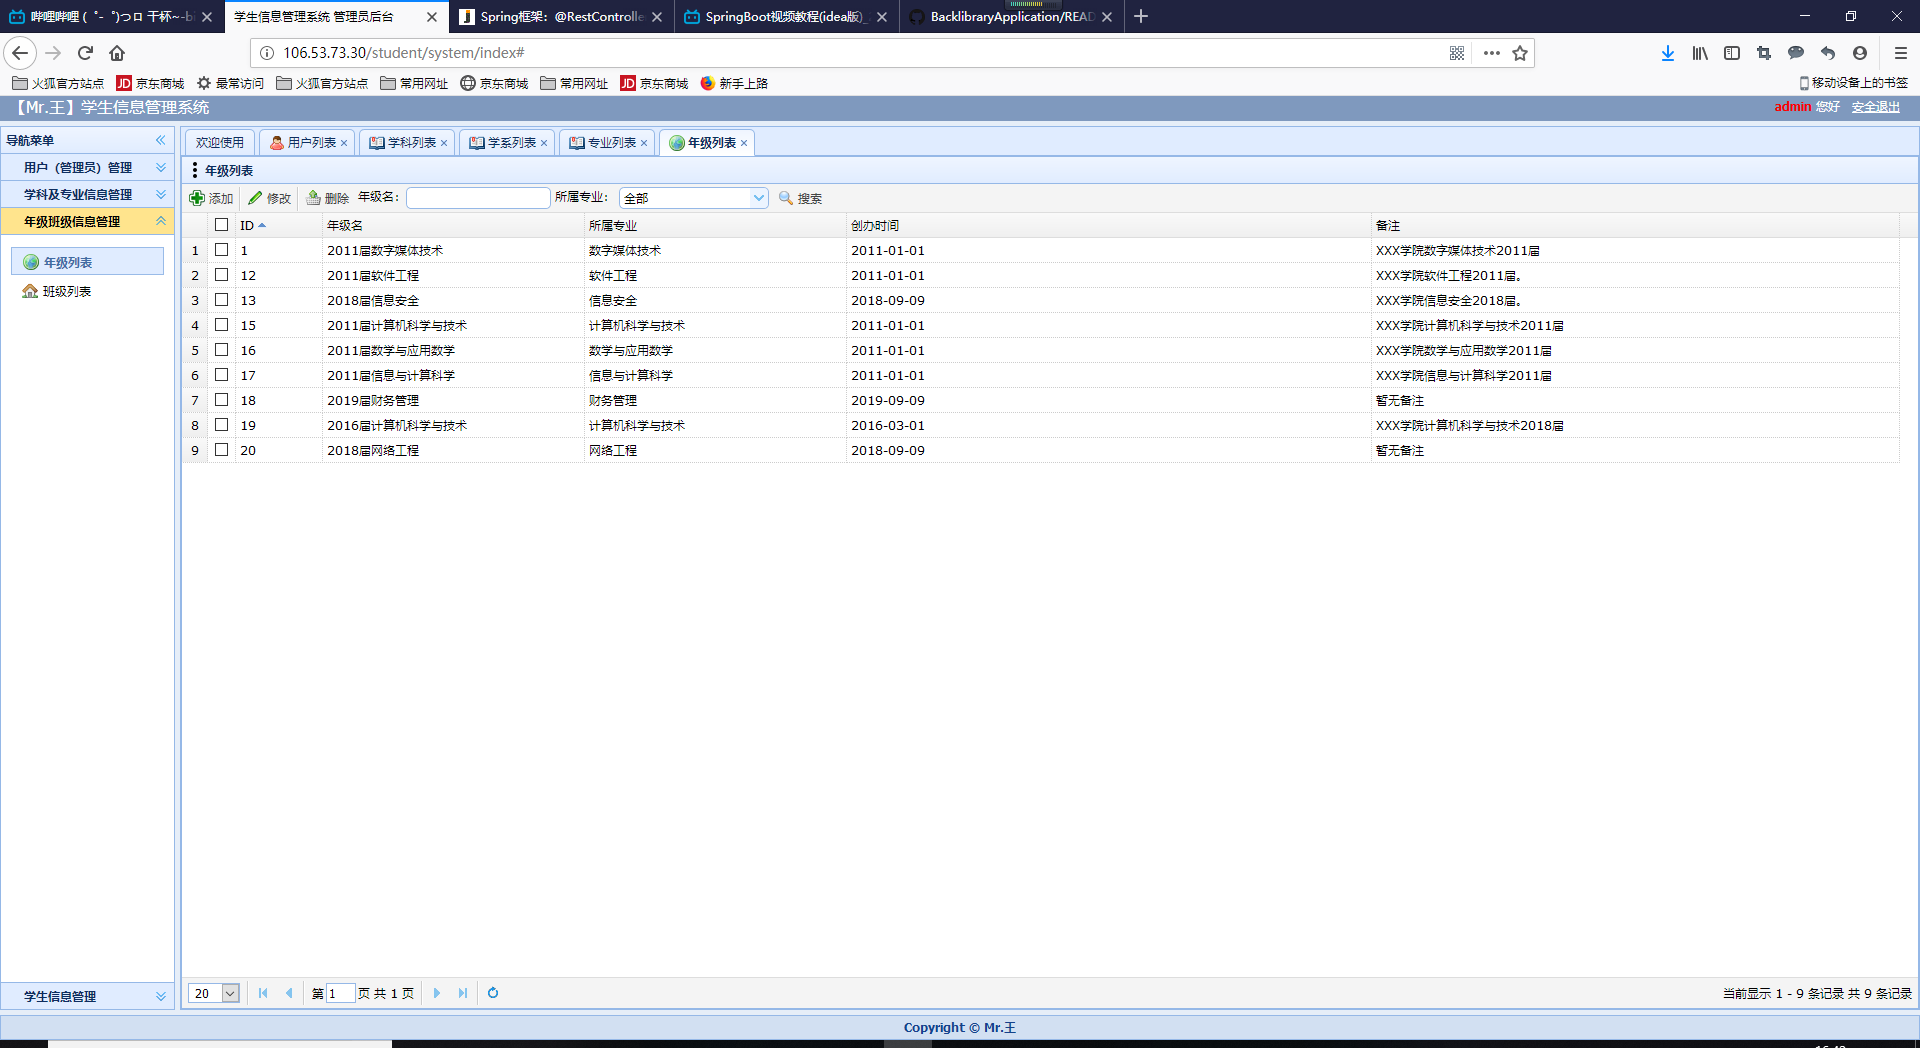 哔哩哔哩 ( ゜- ゜)つロ 干杯~-b
学生信息管理系统 管理员后台
Spring框架：@RestControlle
SpringBoot视频教程(idea版)_
BacklibraryApplication/READ
106.53.73.30/student/system/index#
火狐官方站点 JD 京东商城 最常访问 火狐官方站点 常用网址 京东商城 常用网址 JD 京东商城 新手上路 移动设备上的书签
【Mr.王】学生信息管理系统 admin 您好 安全退出
导航菜单
用户（管理员）管理
学科及专业信息管理
年级班级信息管理
年级列表
班级列表
学生信息管理
欢迎使用 用户列表 学科列表 学系列表 专业列表 年级列表
年级列表
添加 修改 删除 年级名： 所属专业： 全部 搜索
ID 年级名 所属专业 创办时间 备注
1 1 2011届数字媒体技术 数字媒体技术 2011-01-01 XXX学院数字媒体技术2011届
2 12 2011届软件工程 软件工程 2011-01-01 XXX学院软件工程2011届。
3 13 2018届信息安全 信息安全 2018-09-09 XXX学院信息安全2018届。
4 15 2011届计算机科学与技术 计算机科学与技术 2011-01-01 XXX学院计算机科学与技术2011届
5 16 2011届数学与应用数学 数学与应用数学 2011-01-01 XXX学院数学与应用数学2011届
6 17 2011届信息与计算科学 信息与计算科学 2011-01-01 XXX学院信息与计算科学2011届
7 18 2019届财务管理 财务管理 2019-09-09 暂无备注
8 19 2016届计算机科学与技术 计算机科学与技术 2016-03-01 XXX学院计算机科学与技术2018届
9 20 2018届网络工程 网络工程 2018-09-09 暂无备注
20 第 1 页 共 1 页 当前显示 1 - 9 条记录 共 9 条记录
Copyright © Mr.王